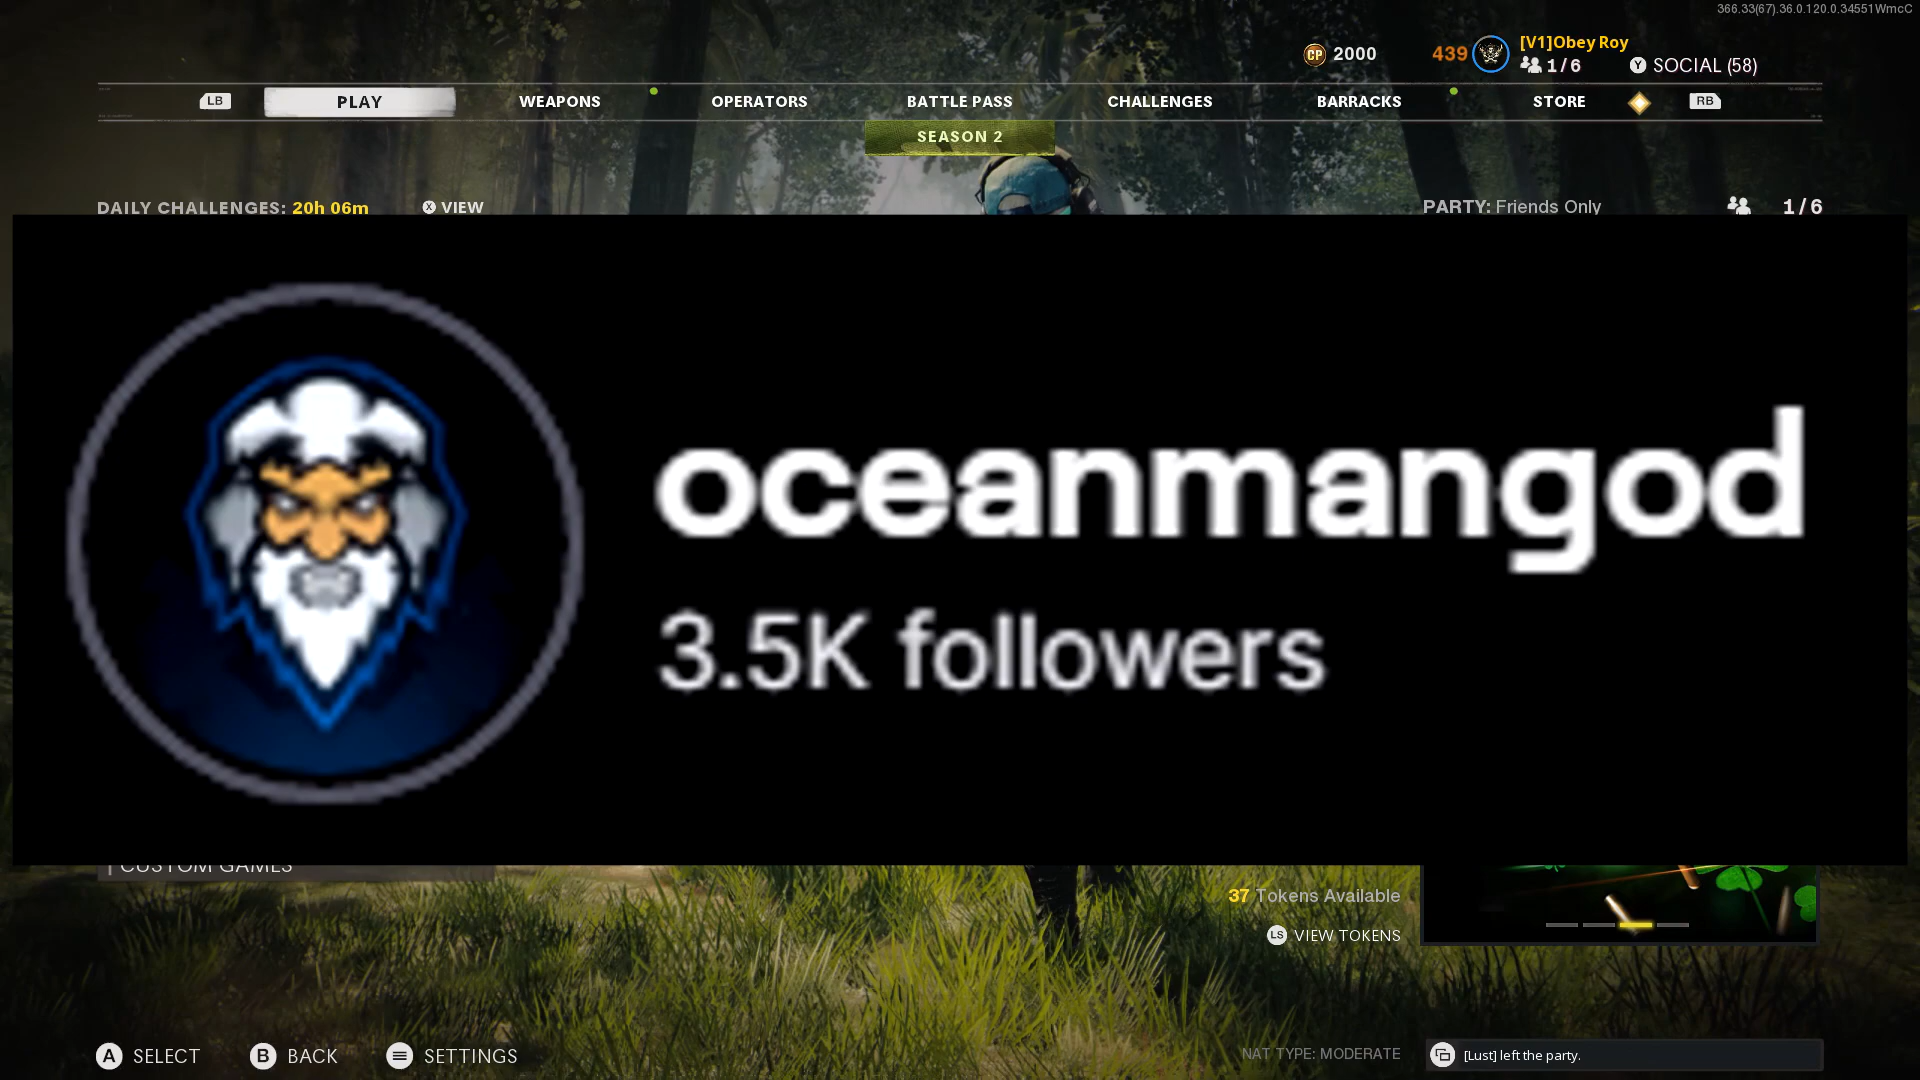 366.33(67).36.0.120.0.34551WmcC
CP 2000
439
[V1]Obey Roy
1/6
Y SOCIAL (58)
LB PLAY WEAPONS OPERATORS BATTLE PASS CHALLENGES BARRACKS STORE RB
SEASON 2
DAILY CHALLENGES: 20h 06m X VIEW
PARTY: Friends Only 1/6
oceanmangod
3.5K followers
CUSTOM GAMES
37 Tokens Available
LS VIEW TOKENS
A SELECT B BACK SETTINGS
NAT TYPE: MODERATE
[Lust] left the party.